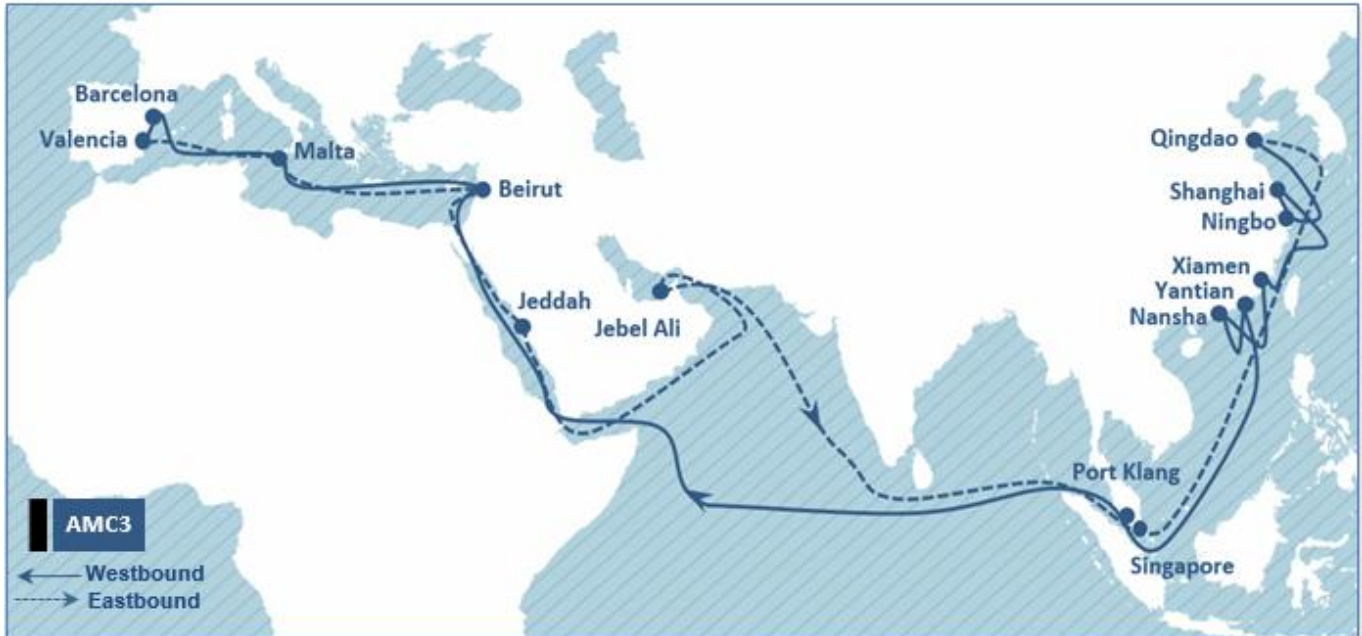 Barcelona
Valencia
Malta
Beirut
Qingdao
Shanghai
Ningbo
Xiamen
Yantian
Nansha
Jeddah
Jebel Ali
Port Klang
Singapore
AMC3
Westbound
Eastbound